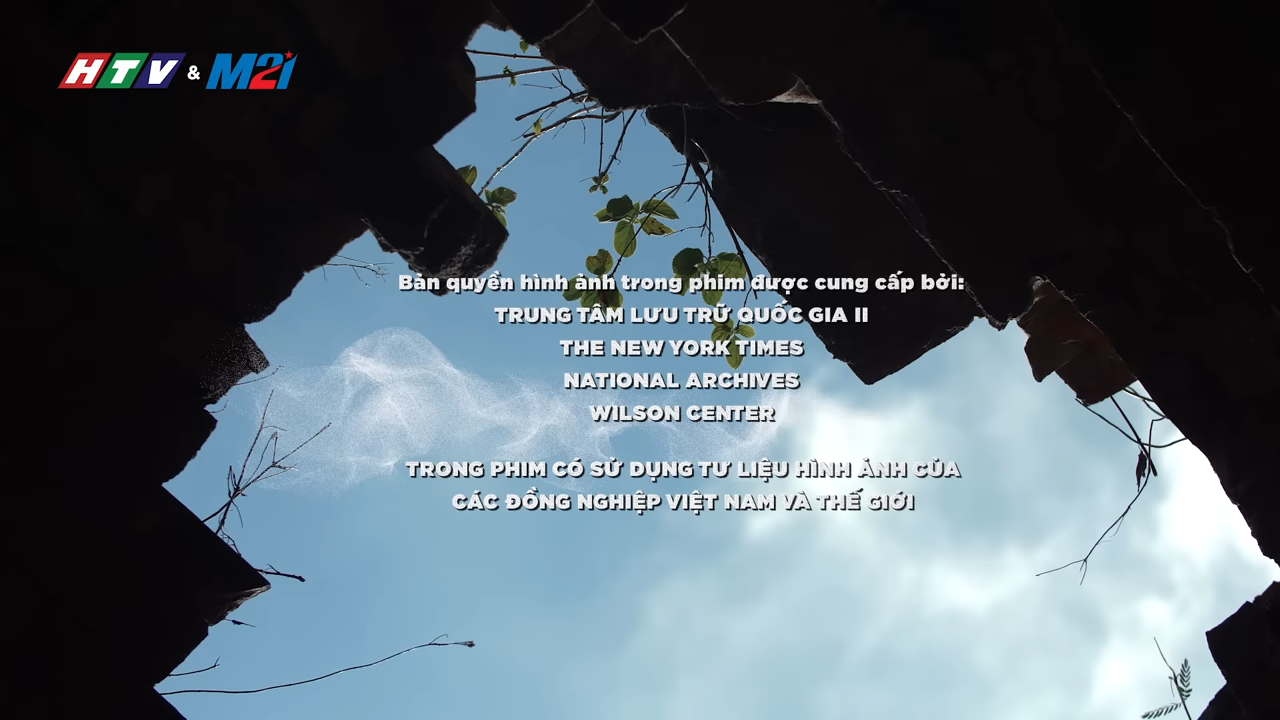 HTV & M21
Bản quyền hình ảnh trong phim được cung cấp bởi:
TRUNG TÂM LƯU TRỮ QUỐC GIA II
THE NEW YORK TIMES
NATIONAL ARCHIVES
WILSON CENTER
TRONG PHIM CÓ SỬ DỤNG TƯ LIỆU HÌNH ẢNH CỦA
CÁC ĐỒNG NGHIỆP VIỆT NAM VÀ THẾ GIỚI